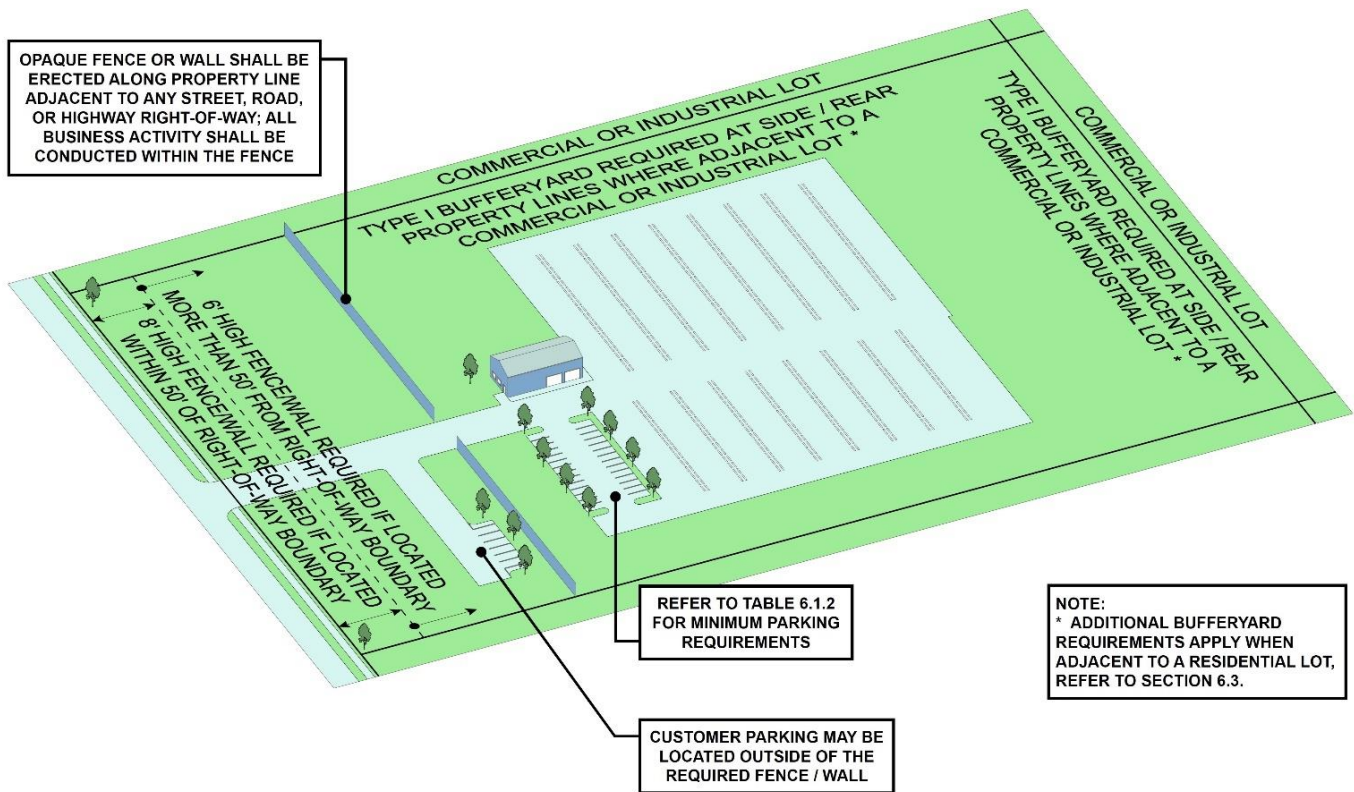 OPAQUE FENCE OR WALL SHALL BE
ERECTED ALONG PROPERTY LINE
ADJACENT TO ANY STREET, ROAD,
OR HIGHWAY RIGHT-OF-WAY; ALL
BUSINESS ACTIVITY SHALL BE
CONDUCTED WITHIN THE FENCE
COMMERCIAL OR INDUSTRIAL LOT
TYPE I BUFFERYARD REQUIRED AT SIDE / REAR
PROPERTY LINES WHERE ADJACENT TO A
COMMERCIAL OR INDUSTRIAL LOT *
COMMERCIAL OR INDUSTRIAL LOT
TYPE I BUFFERYARD REQUIRED AT SIDE / REAR
PROPERTY LINES WHERE ADJACENT TO A
COMMERCIAL OR INDUSTRIAL LOT *
6' HIGH FENCE/WALL REQUIRED IF LOCATED
MORE THAN 50' FROM RIGHT-OF-WAY BOUNDARY
8' HIGH FENCE/WALL REQUIRED IF LOCATED
WITHIN 50' OF RIGHT-OF-WAY BOUNDARY
REFER TO TABLE 6.1.2
FOR MINIMUM PARKING
REQUIREMENTS
CUSTOMER PARKING MAY BE
LOCATED OUTSIDE OF THE
REQUIRED FENCE / WALL
NOTE:
* ADDITIONAL BUFFERYARD
REQUIREMENTS APPLY WHEN
ADJACENT TO A RESIDENTIAL LOT,
REFER TO SECTION 6.3.